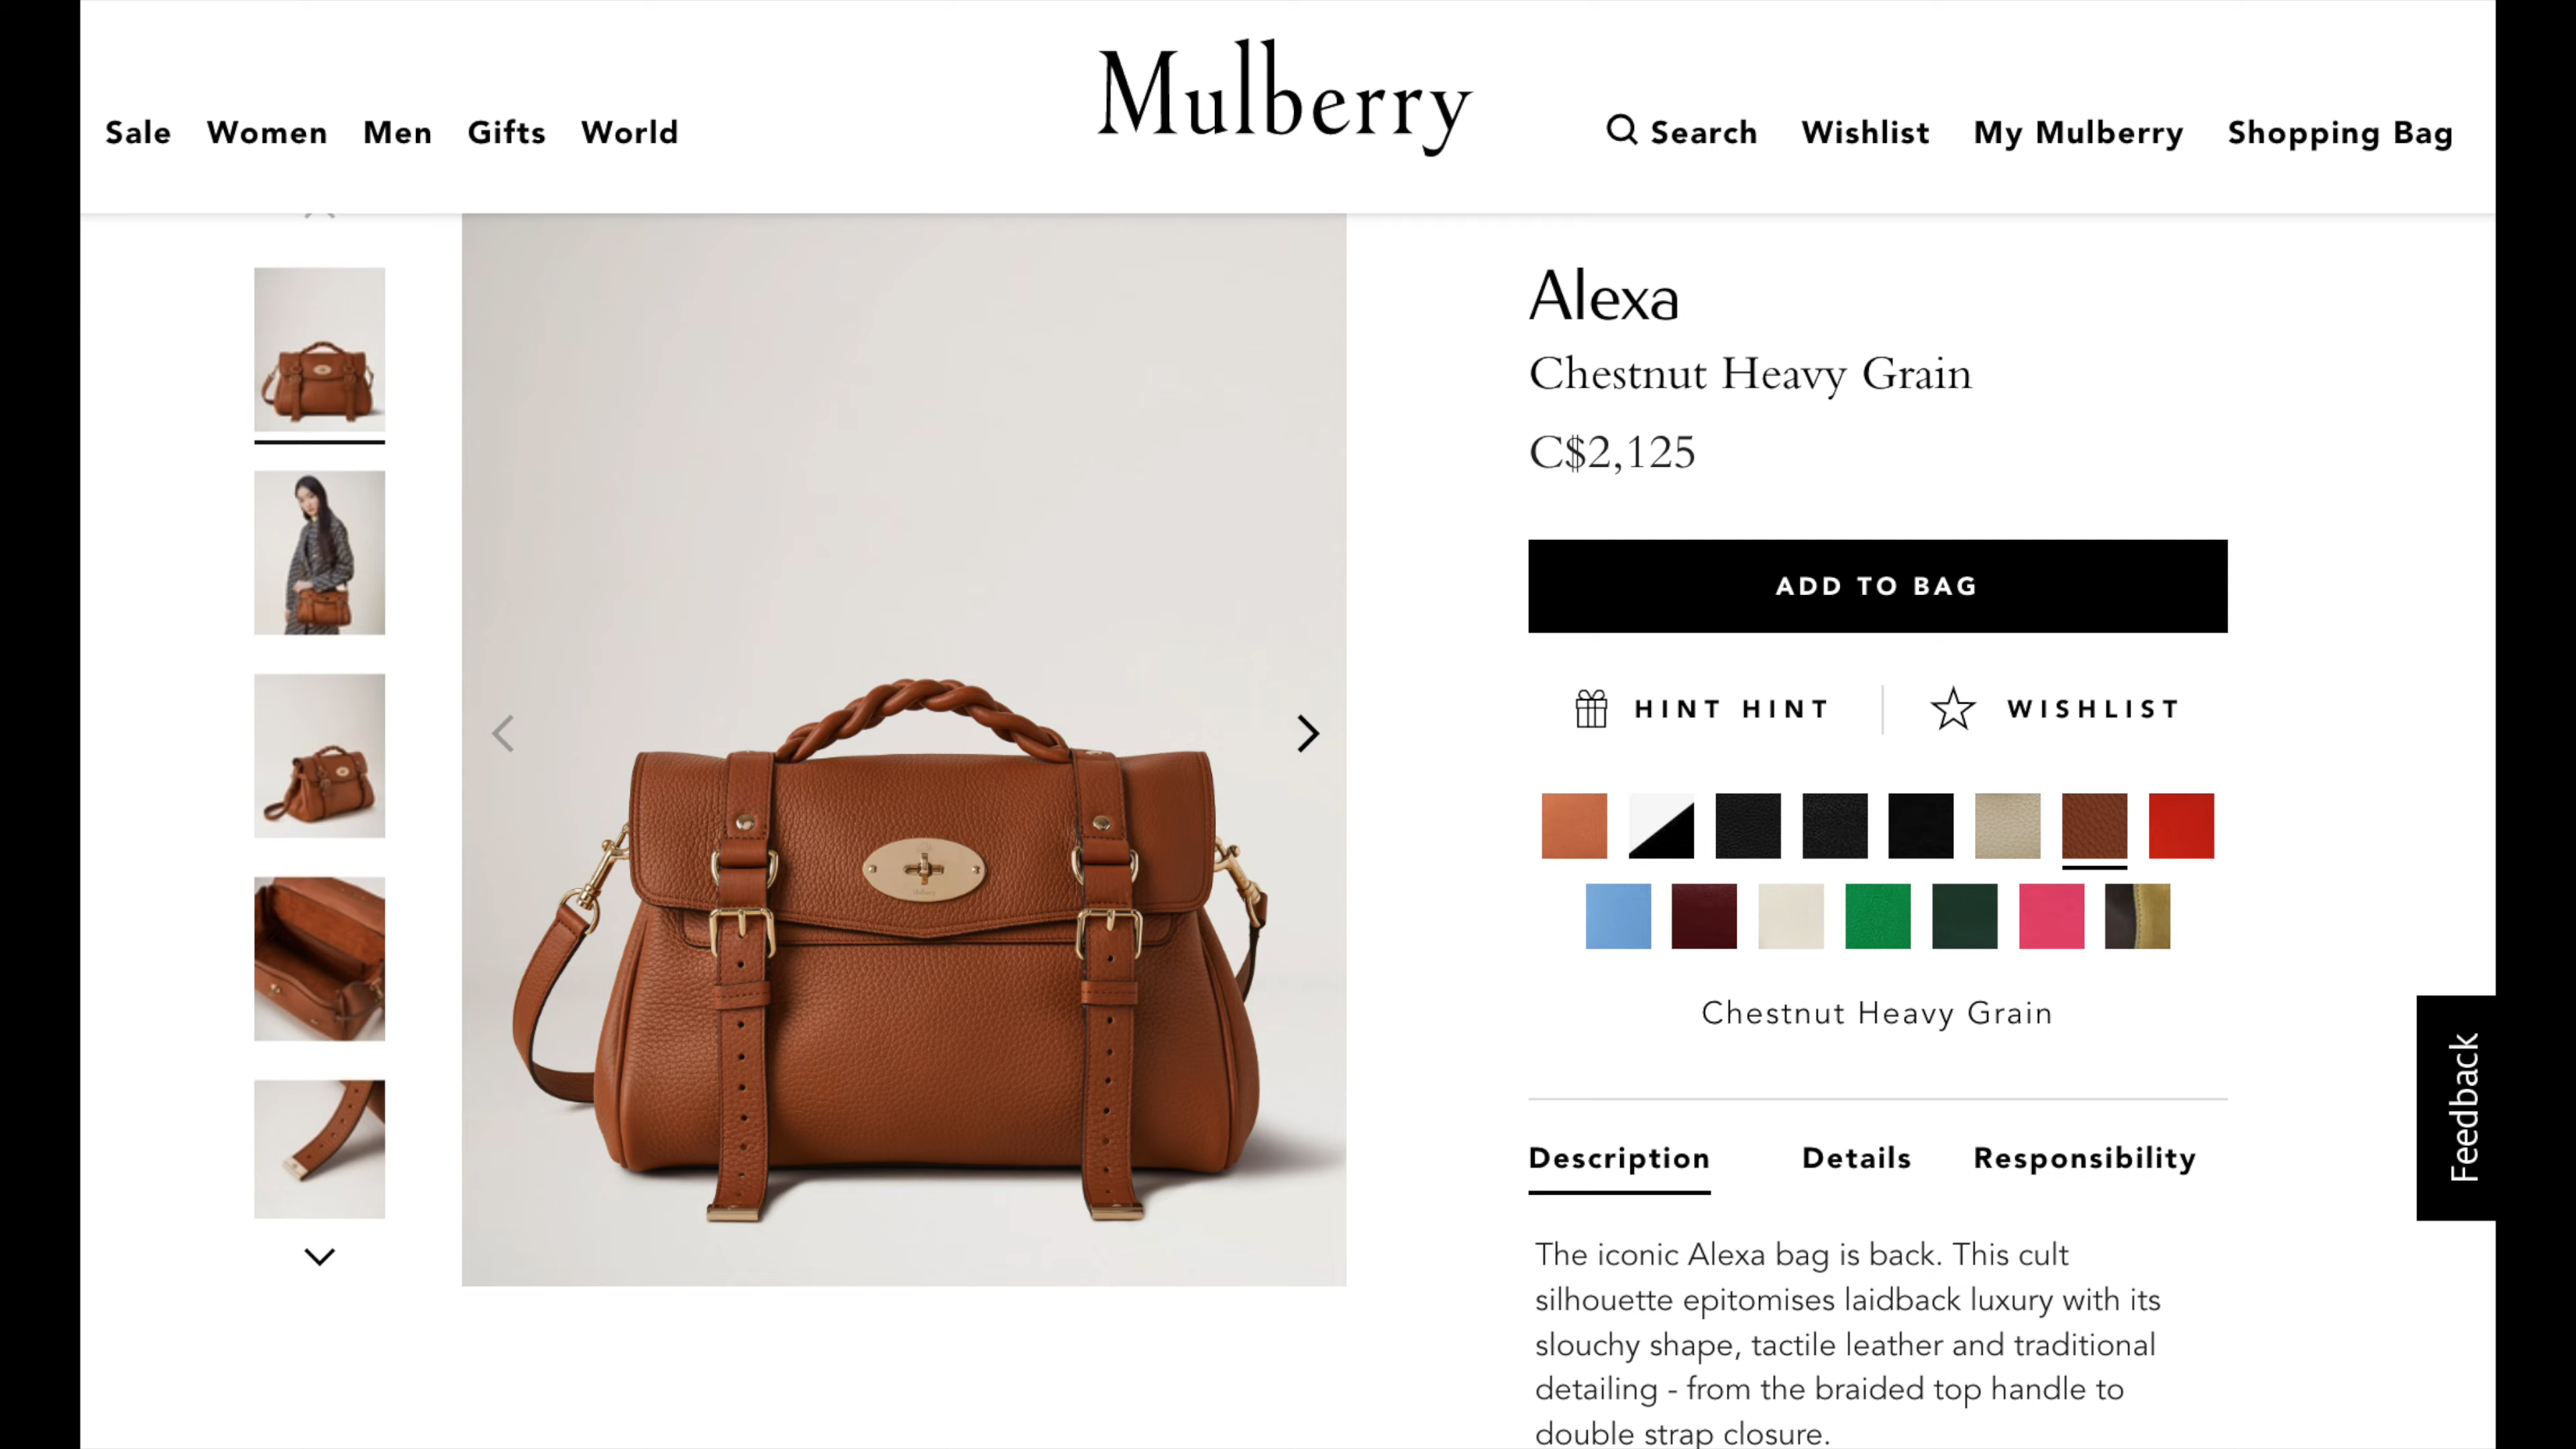 Mulberry
Sale Women Men Gifts World
Search Wishlist My Mulberry Shopping Bag
Alexa
Chestnut Heavy Grain
C$2,125
ADD TO BAG
HINT HINT
WISHLIST
Chestnut Heavy Grain
Description Details Responsibility
The iconic Alexa bag is back. This cult
silhouette epitomises laidback luxury with its
slouchy shape, tactile leather and traditional
detailing - from the braided top handle to
double strap closure.
Feedback